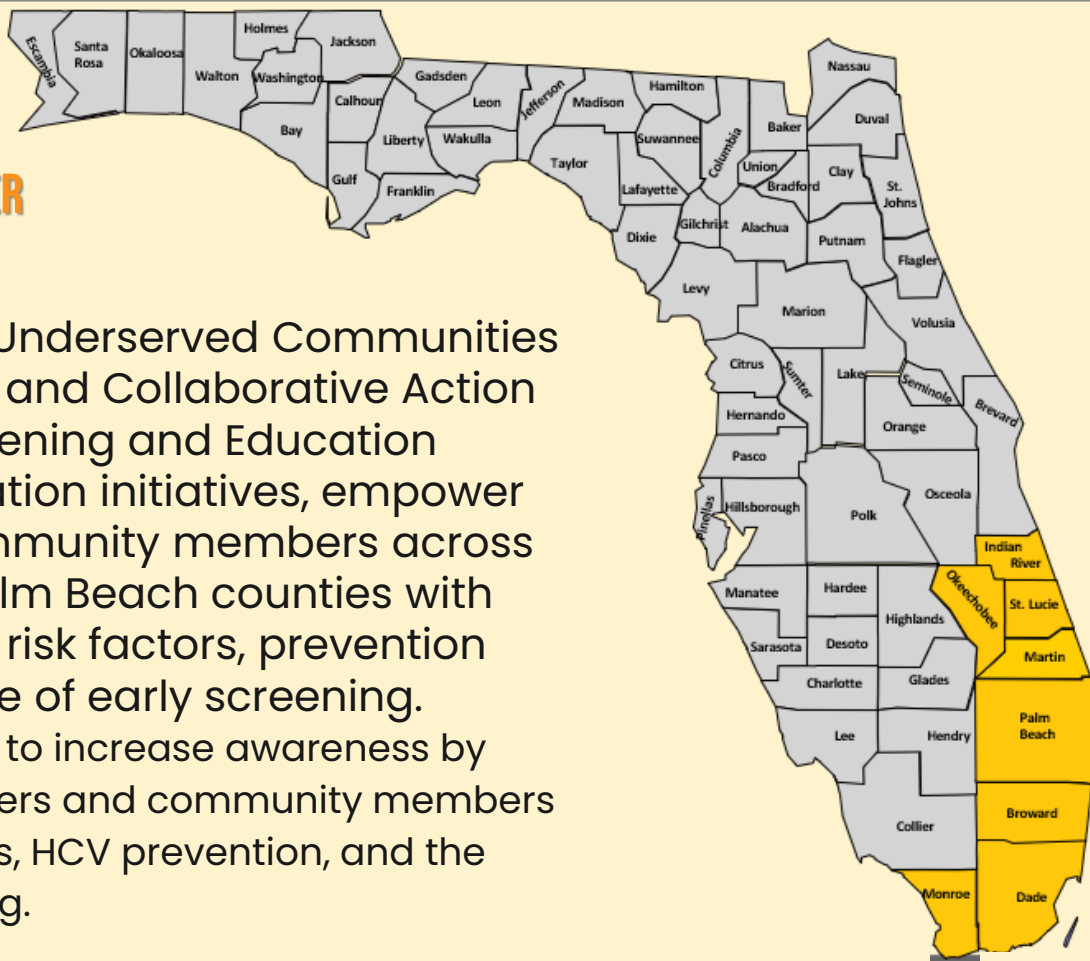 ER
Underserved Communities
and Collaborative Action
ening and Education
ation initiatives, empower
mmunity members across
lm Beach counties with
risk factors, prevention
e of early screening.
to increase awareness by
ers and community members
s, HCV prevention, and the
g.
Escambia
Santa
Rosa
Okaloosa
Walton
Holmes
Washington
Jackson
Bay
Calhoun
Gulf
Liberty
Franklin
Gadsden
Leon
Wakulla
Jefferson
Madison
Taylor
Hamilton
Suwannee
Lafayette
Dixie
Columbia
Gilchrist
Baker
Union
Bradford
Alachua
Nassau
Duval
Clay
St.
Johns
Putnam
Flagler
Levy
Marion
Volusia
Citrus
Sumter
Lake
Seminole
Hernando
Orange
Brevard
Pasco
Pinellas
Hillsborough
Polk
Osceola
Indian
River
Manatee
Hardee
Highlands
Okeechobee
St. Lucie
Sarasota
Desoto
Martin
Charlotte
Glades
Lee
Hendry
Palm
Beach
Collier
Broward
Monroe
Dade